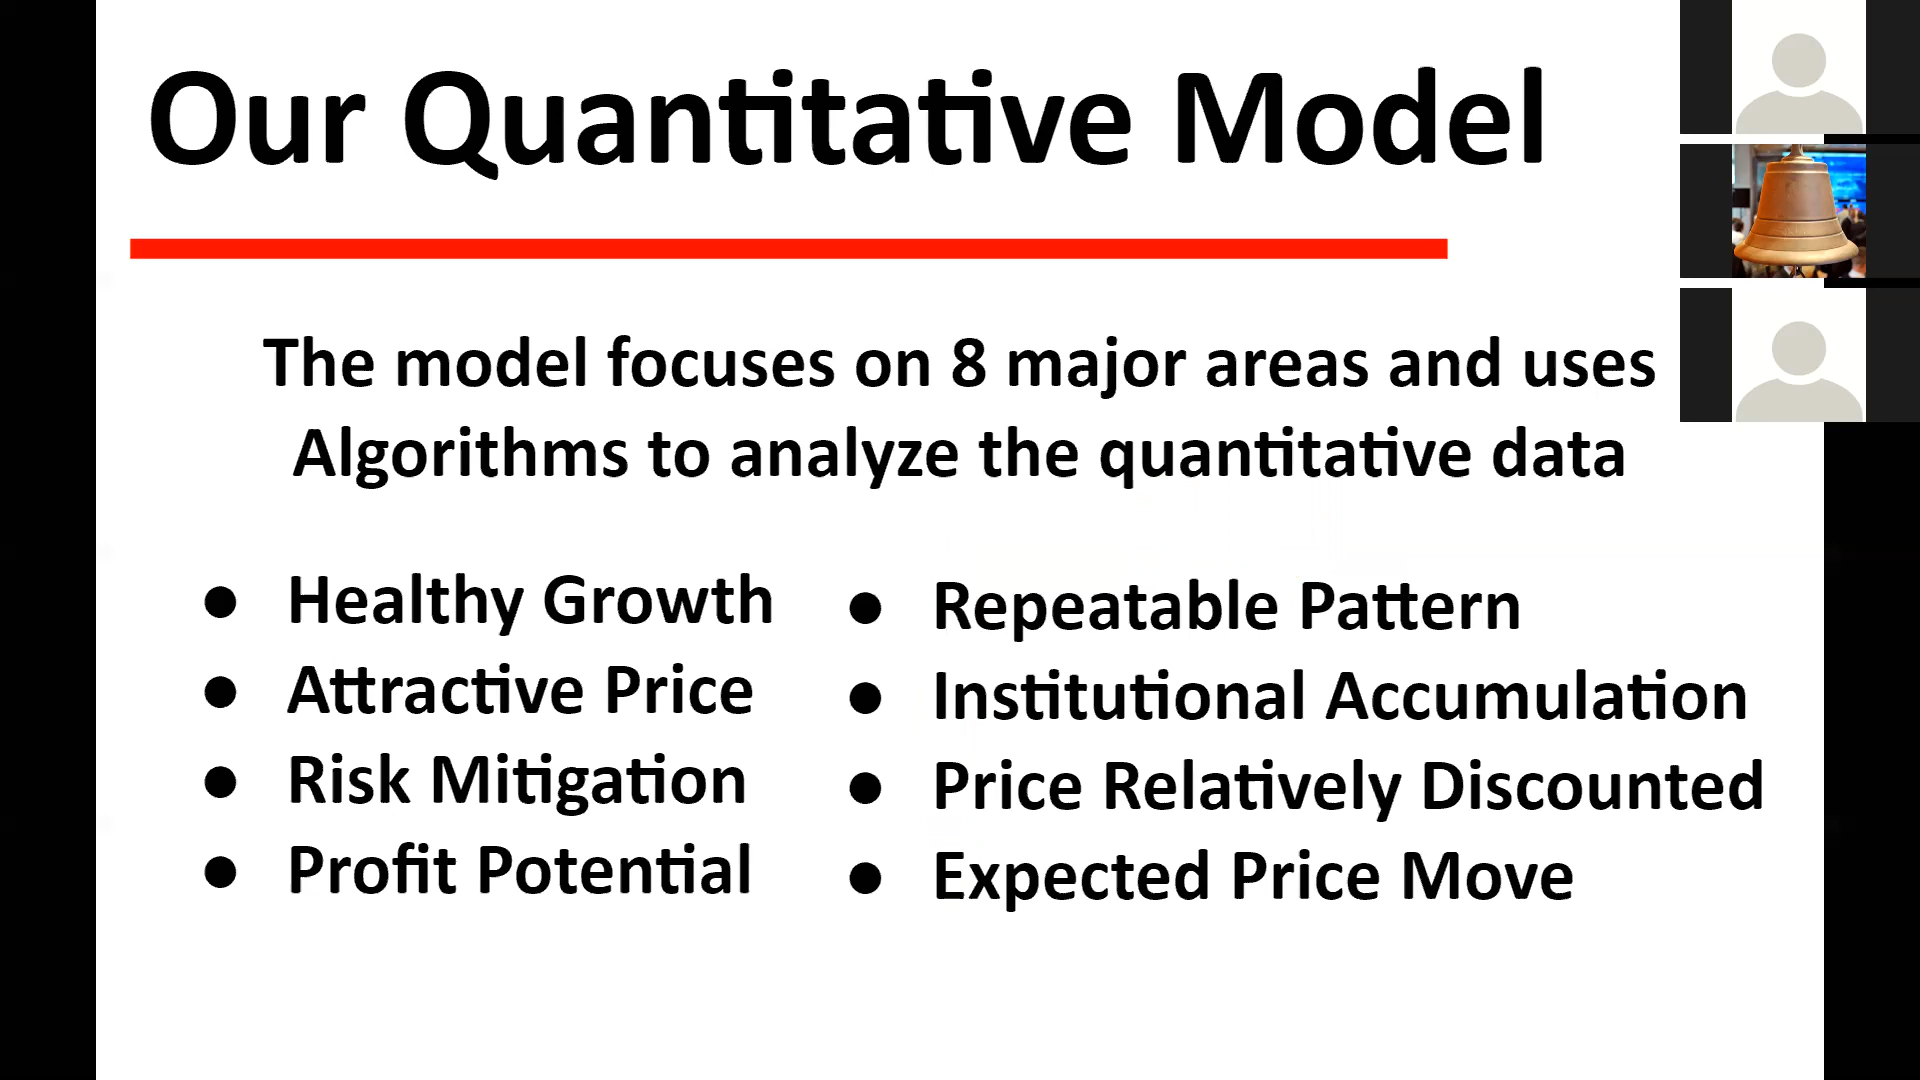 Our Quantitative Model
The model focuses on 8 major areas and uses
Algorithms to analyze the quantitative data
● Healthy Growth
● Attractive Price
● Risk Mitigation
● Profit Potential
● Repeatable Pattern
● Institutional Accumulation
● Price Relatively Discounted
● Expected Price Move